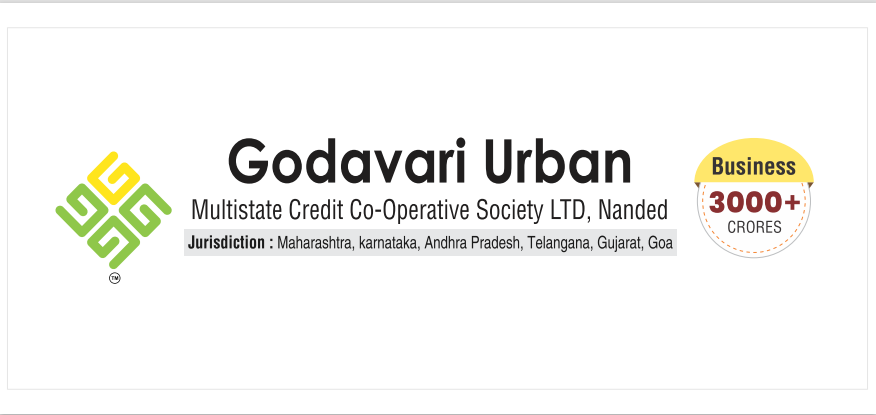 Godavari Urban
Multistate Credit Co-Operative Society LTD, Nanded
Jurisdiction : Maharashtra, karnataka, Andhra Pradesh, Telangana, Gujarat, Goa
Business
3000+
CRORES
TM